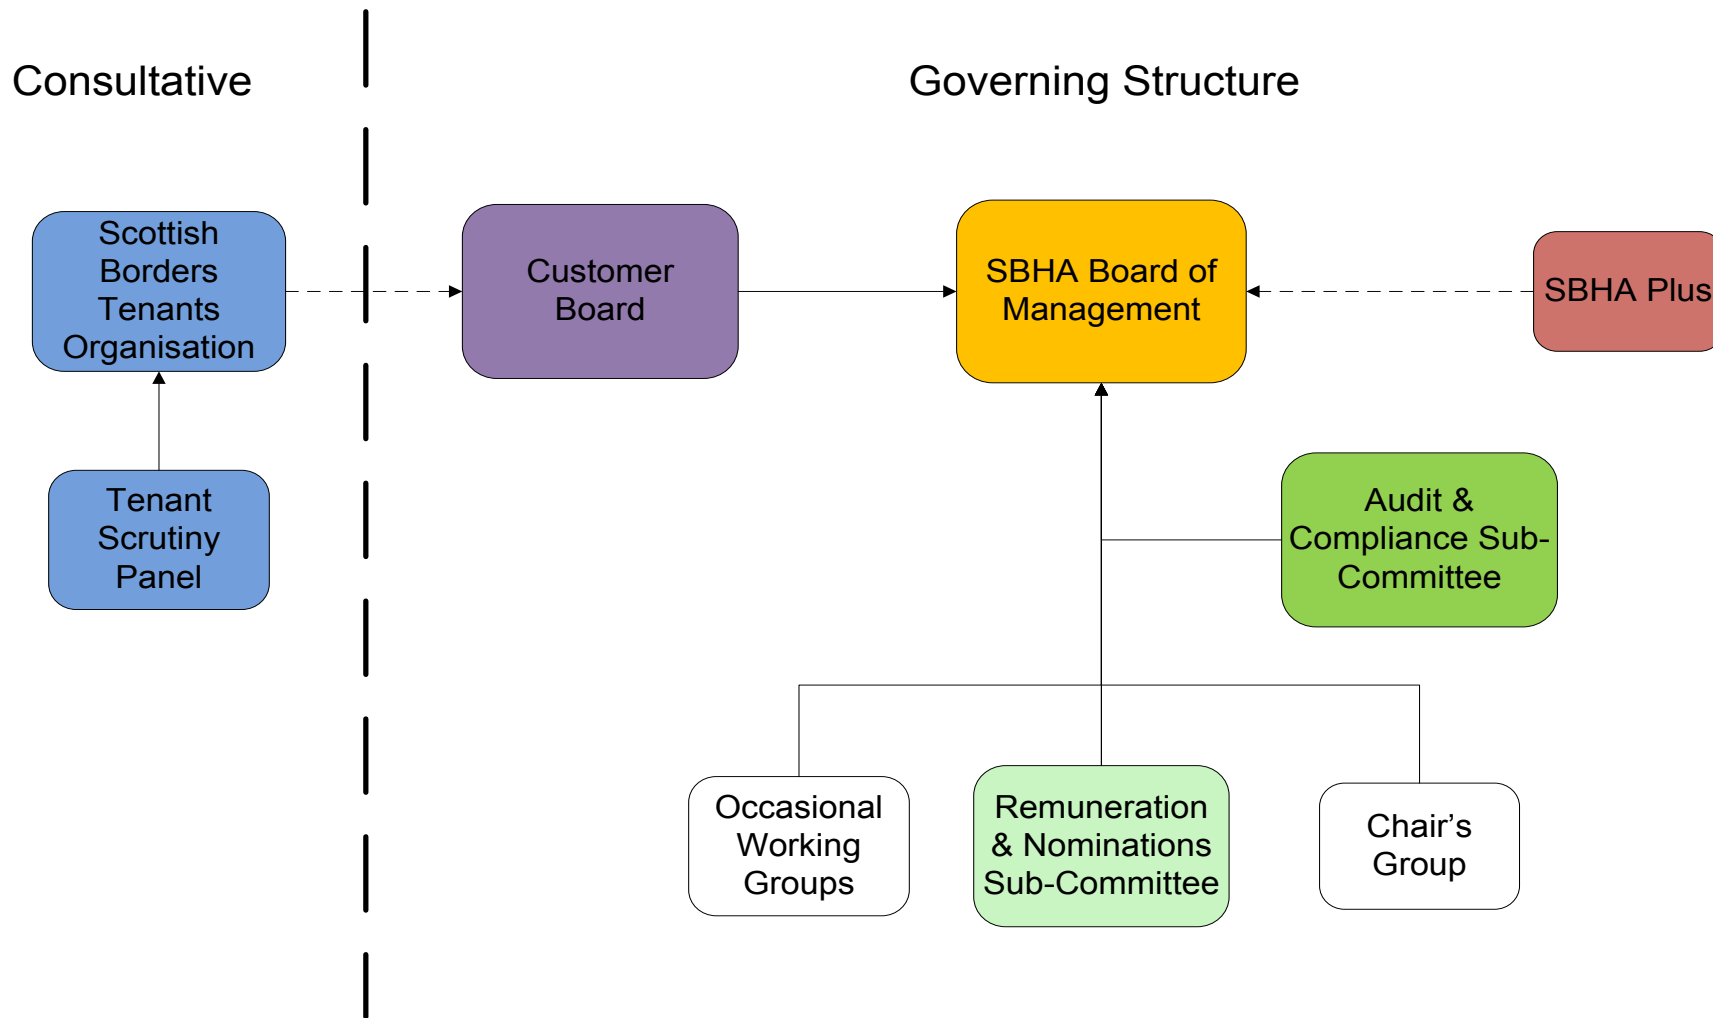 Consultative
Governing Structure
Scottish
Borders
Tenants
Organisation
Customer
Board
SBHA Board of
Management
SBHA Plus
Tenant
Scrutiny
Panel
Audit &
Compliance Sub-
Committee
Occasional
Working
Groups
Remuneration
& Nominations
Sub-Committee
Chair’s
Group